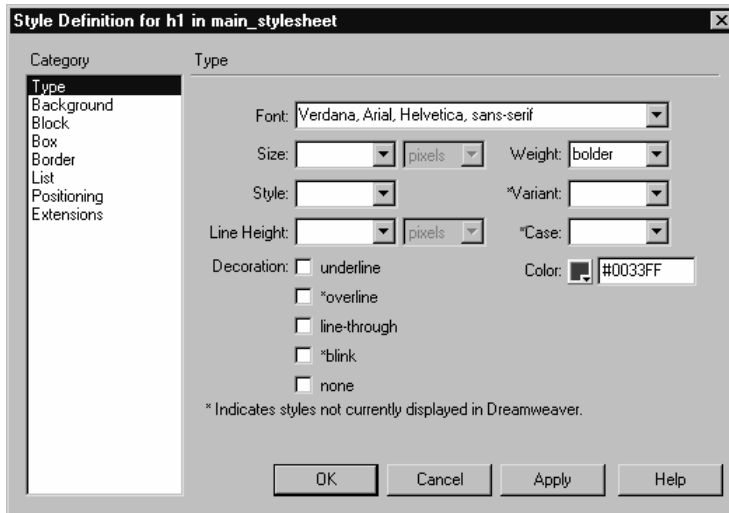 Style Definition for h1 in main_stylesheet
Category
Type
Type
Background
Block
Box
Border
List
Positioning
Extensions
Font: Verdana, Arial, Helvetica, sans-serif
Size: pixels Weight: bolder
Style: *Variant:
Line Height: pixels *Case:
Decoration: underline Color: #0033FF
*overline
line-through
*blink
none
* Indicates styles not currently displayed in Dreamweaver.
OK Cancel Apply Help